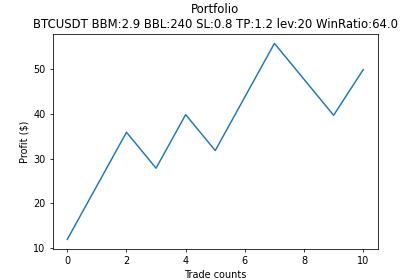 Portfolio
BTCUSDT BBM:2.9 BBL:240 SL:0.8 TP:1.2 lev:20 WinRatio:64.0
50
40
30
20
10
Profit ($)
0 2 4 6 8 10
Trade counts